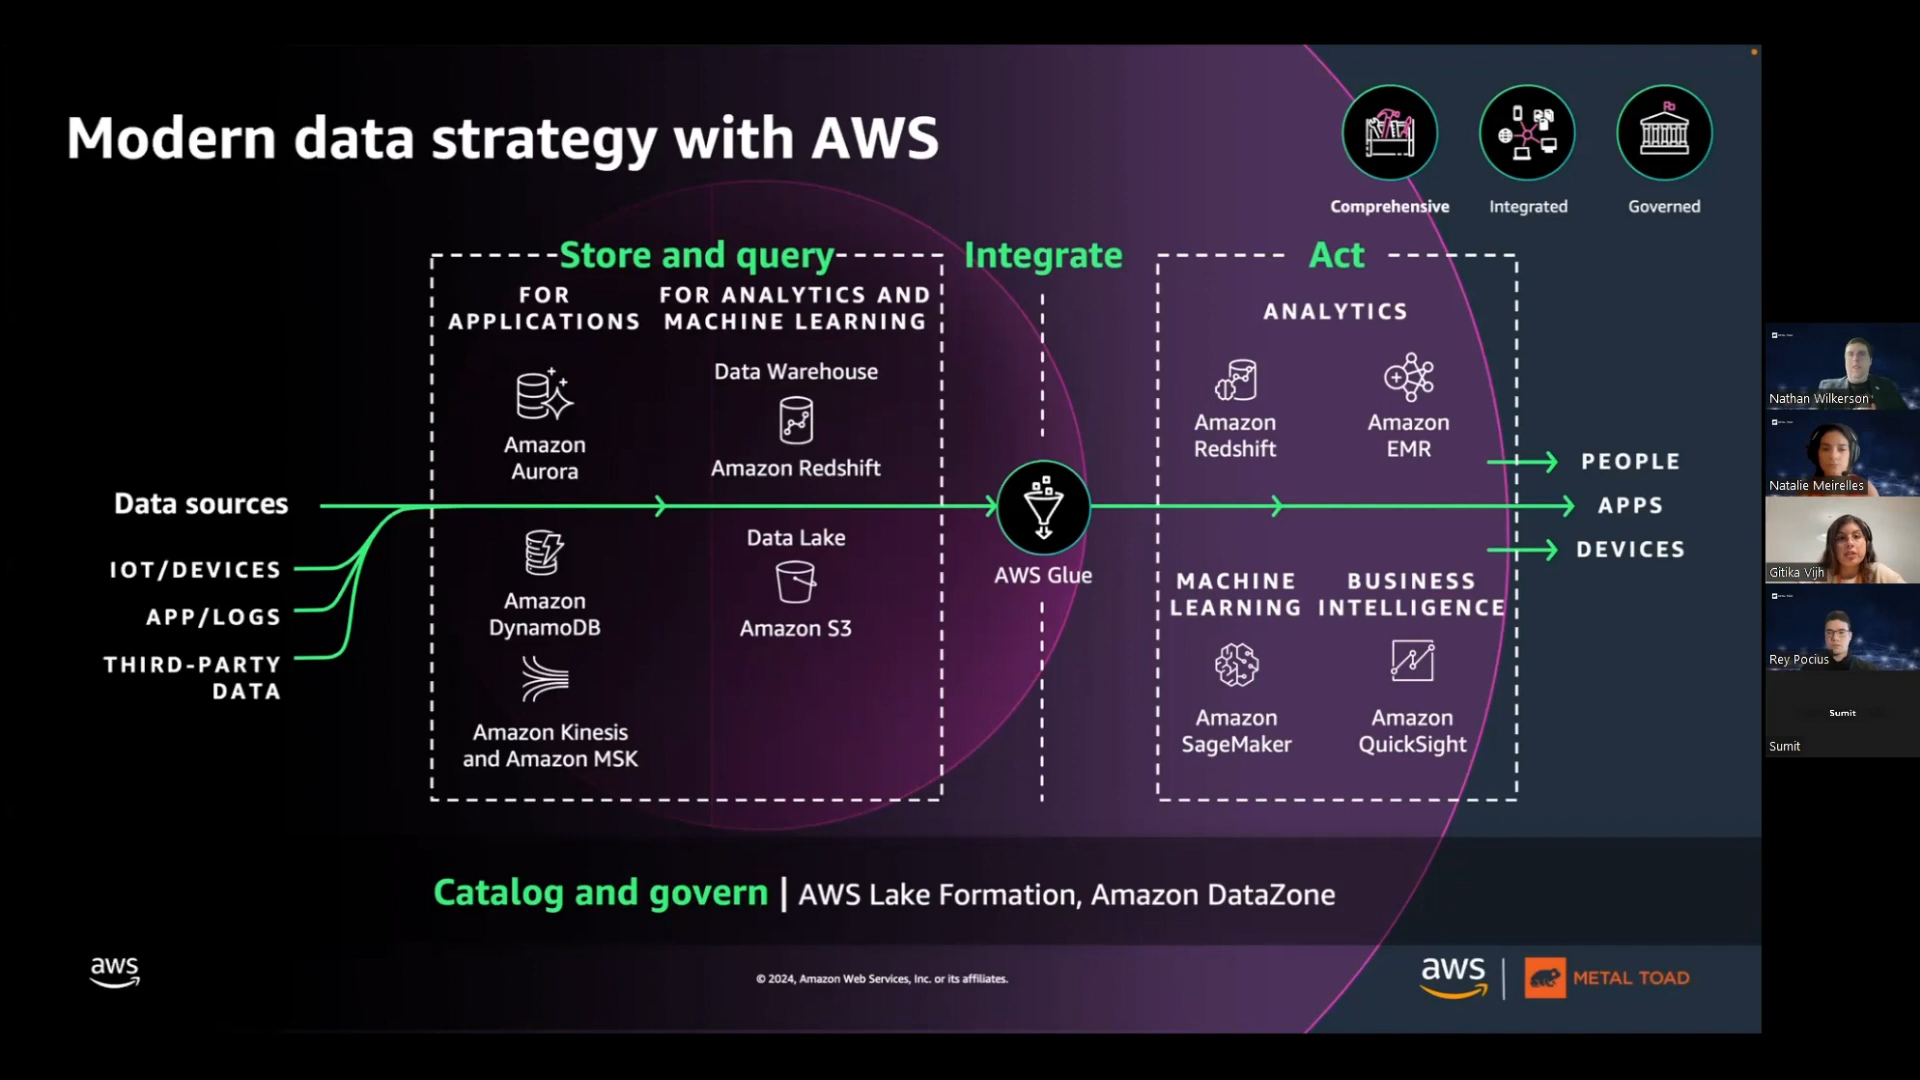 Modern data strategy with AWS
Comprehensive
Integrated
Governed
Store and query
Integrate
Act
FOR
APPLICATIONS
FOR ANALYTICS AND
MACHINE LEARNING
ANALYTICS
Data Warehouse
Amazon
Aurora
Amazon Redshift
Amazon
Redshift
Amazon
EMR
Data sources
IOT/DEVICES
APP/LOGS
THIRD-PARTY
DATA
Amazon
DynamoDB
Data Lake
Amazon S3
Amazon Kinesis
and Amazon MSK
AWS Glue
MACHINE
LEARNING
BUSINESS
INTELLIGENCE
Amazon
SageMaker
Amazon
QuickSight
PEOPLE
APPS
DEVICES
Catalog and govern | AWS Lake Formation, Amazon DataZone
aws
© 2024, Amazon Web Services, Inc. or its affiliates.
aws
METAL TOAD
Nathan Wilkerson
Natalie Meirelles
Gitika Vijh
Rey Pocius
Sumit
Sumit